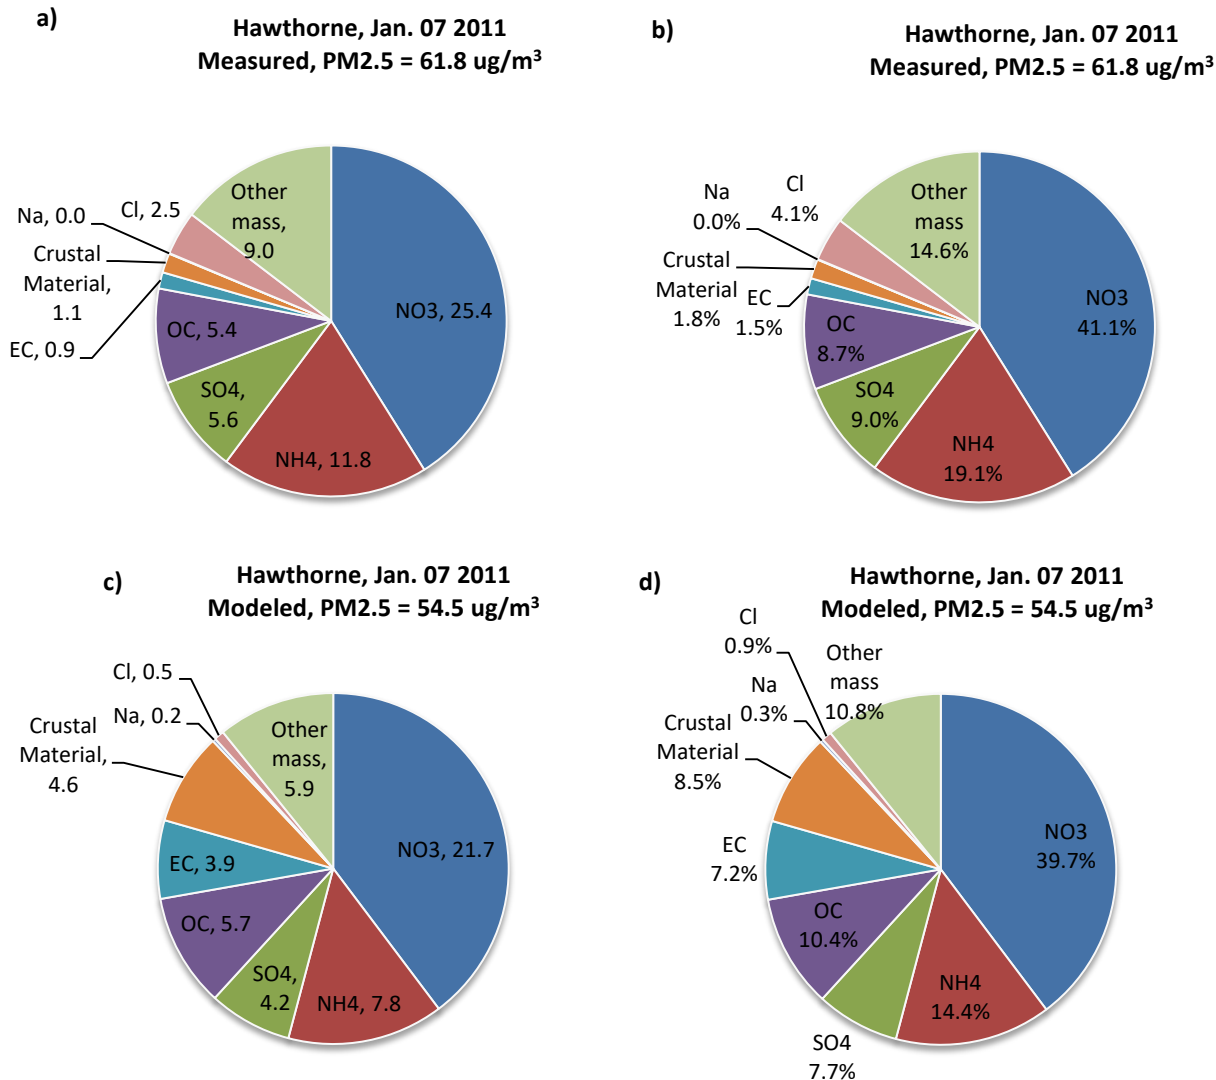 a)
Hawthorne, Jan. 07 2011
Measured, PM2.5 = 61.8 ug/m³
Other
mass,
9.0
Cl, 2.5
Na, 0.0
Crustal
Material,
1.1
EC, 0.9
OC, 5.4
SO4,
5.6
NH4, 11.8
NO3, 25.4
b)
Hawthorne, Jan. 07 2011
Measured, PM2.5 = 61.8 ug/m³
Other
mass
14.6%
Cl
4.1%
Na
0.0%
Crustal
Material
1.8%
EC
1.5%
OC
8.7%
SO4
9.0%
NH4
19.1%
NO3
41.1%
c)
Hawthorne, Jan. 07 2011
Modeled, PM2.5 = 54.5 ug/m³
Other
mass,
5.9
Cl, 0.5
Na, 0.2
Crustal
Material,
4.6
EC, 3.9
OC, 5.7
SO4,
4.2
NH4, 7.8
NO3, 21.7
d)
Hawthorne, Jan. 07 2011
Modeled, PM2.5 = 54.5 ug/m³
Cl
0.9%
Other
mass
10.8%
Na
0.3%
Crustal
Material
8.5%
EC
7.2%
OC
10.4%
SO4
7.7%
NH4
14.4%
NO3
39.7%